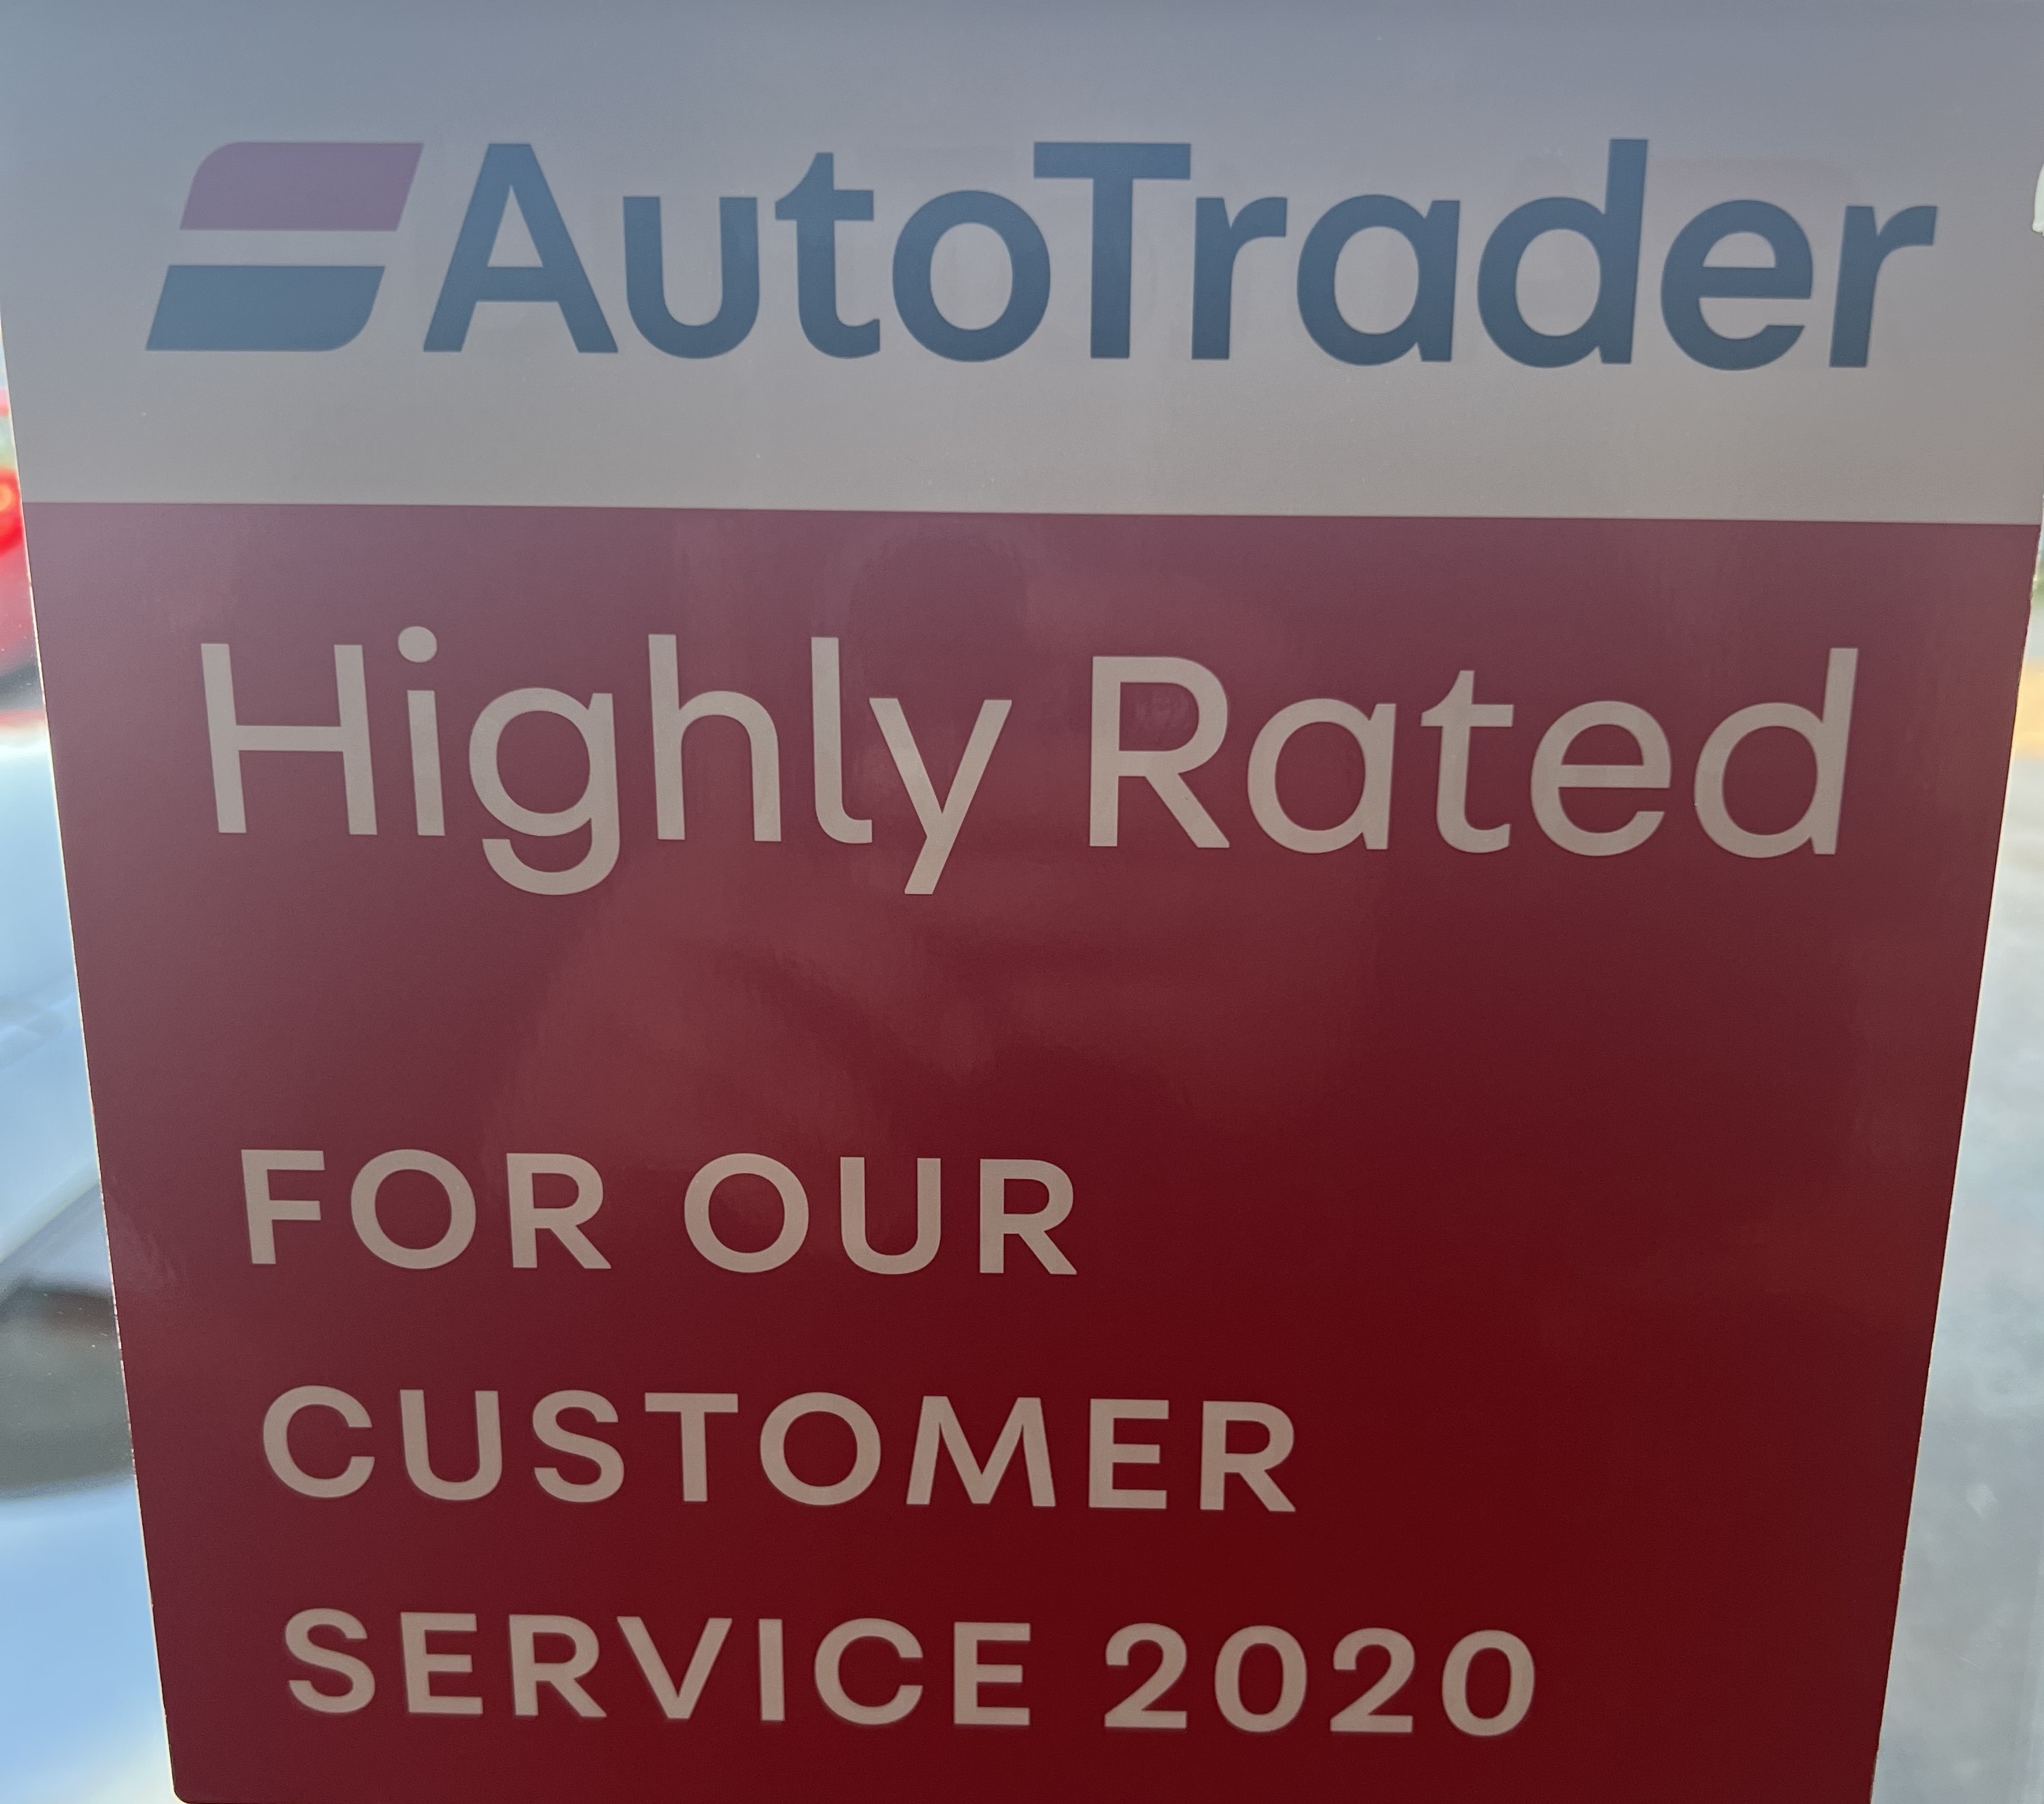 AutoTrader
Highly Rated
FOR OUR
CUSTOMER
SERVICE 2020